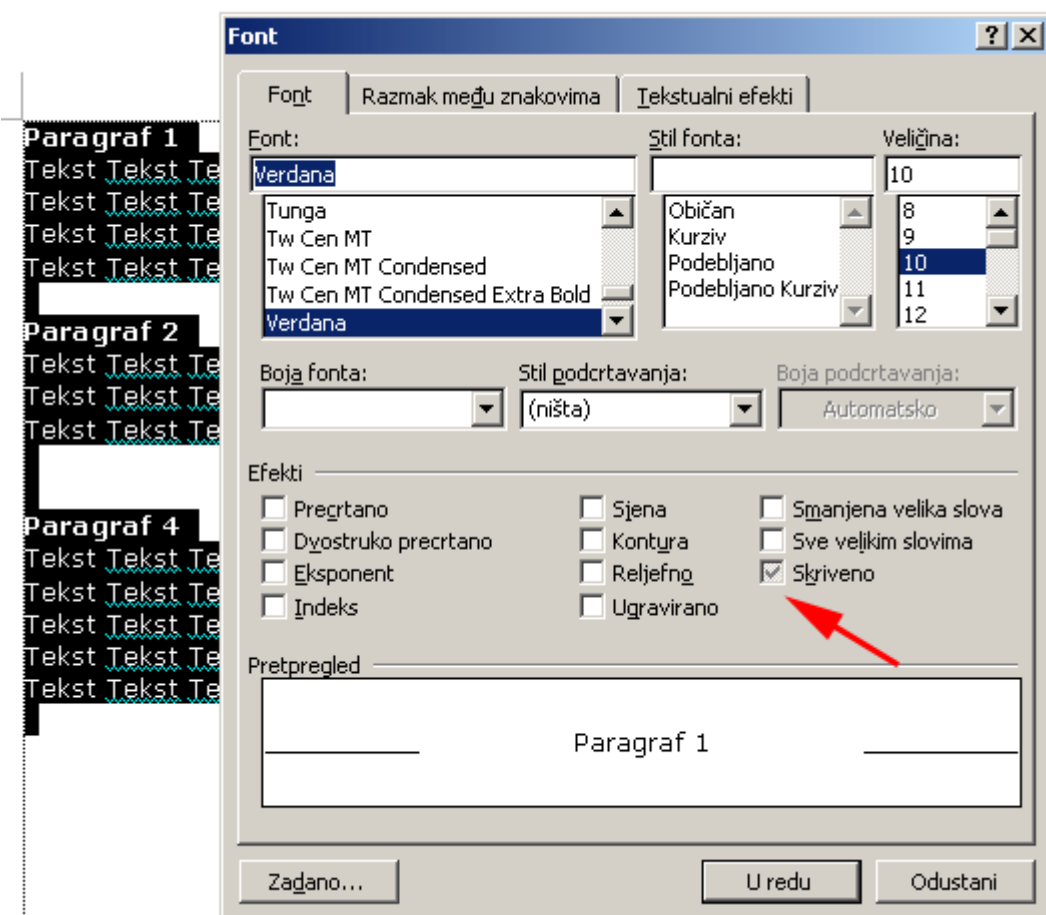 Font
Font
Razmak među znakovima
Tekstualni efekti
Paragraf 1
Tekst Tekst Te
Tekst Tekst Te
Tekst Tekst Te
Tekst Tekst Te
Paragraf 2
Tekst Tekst Te
Tekst Tekst Te
Tekst Tekst Te
Paragraf 4
Tekst Tekst Te
Tekst Tekst Te
Tekst Tekst Te
Tekst Tekst Te
Tekst Tekst Te
Font:
Verdana
Tunga
Tw Cen MT
Tw Cen MT Condensed
Tw Cen MT Condensed Extra Bold
Verdana
Stil fonta:
Običan
Kurziv
Podebljano
Podebljano Kurziv
Veličina:
10
8
9
10
11
12
Boja fonta:
Stil podcrtavanja:
(ništa)
Boja podcrtavanja:
Automatsko
Efekti
Precrtano
Dvostruko precrtano
Eksponent
Indeks
Sjena
Kontura
Reljefno
Ugravirano
Smanjena velika slova
Sve velikim slovima
Skriveno
Pretpregled
Paragraf 1
Zadano...
U redu
Odustani